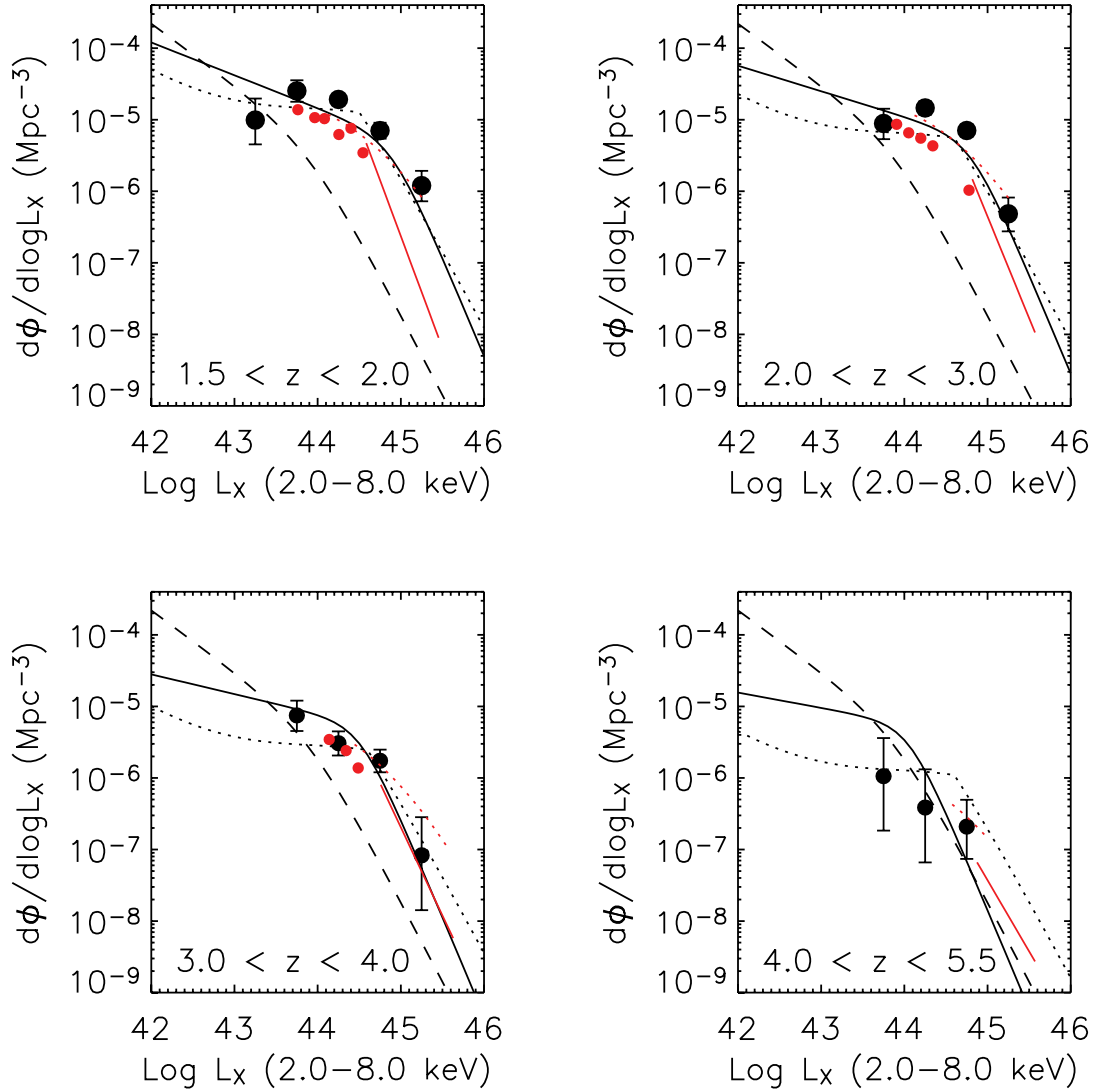 dϕ/dlogLX (Mpc−3)
10−4
10−5
10−6
10−7
10−8
10−9
1.5 < z < 2.0
42 43 44 45 46
Log LX (2.0−8.0 keV)
dϕ/dlogLX (Mpc−3)
10−4
10−5
10−6
10−7
10−8
10−9
2.0 < z < 3.0
42 43 44 45 46
Log LX (2.0−8.0 keV)
dϕ/dlogLX (Mpc−3)
10−4
10−5
10−6
10−7
10−8
10−9
3.0 < z < 4.0
42 43 44 45 46
Log LX (2.0−8.0 keV)
dϕ/dlogLX (Mpc−3)
10−4
10−5
10−6
10−7
10−8
10−9
4.0 < z < 5.5
42 43 44 45 46
Log LX (2.0−8.0 keV)